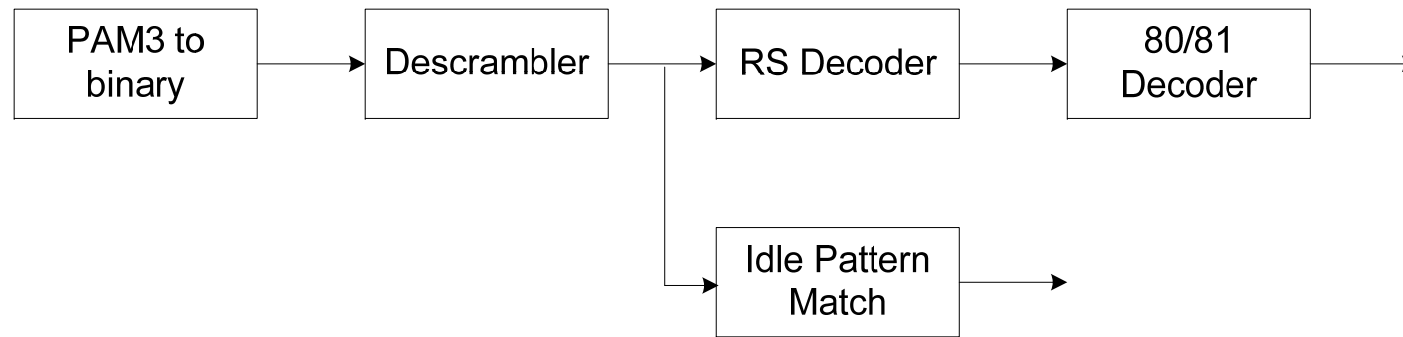 PAM3 to
binary
Descrambler
RS Decoder
80/81
Decoder
Idle Pattern
Match